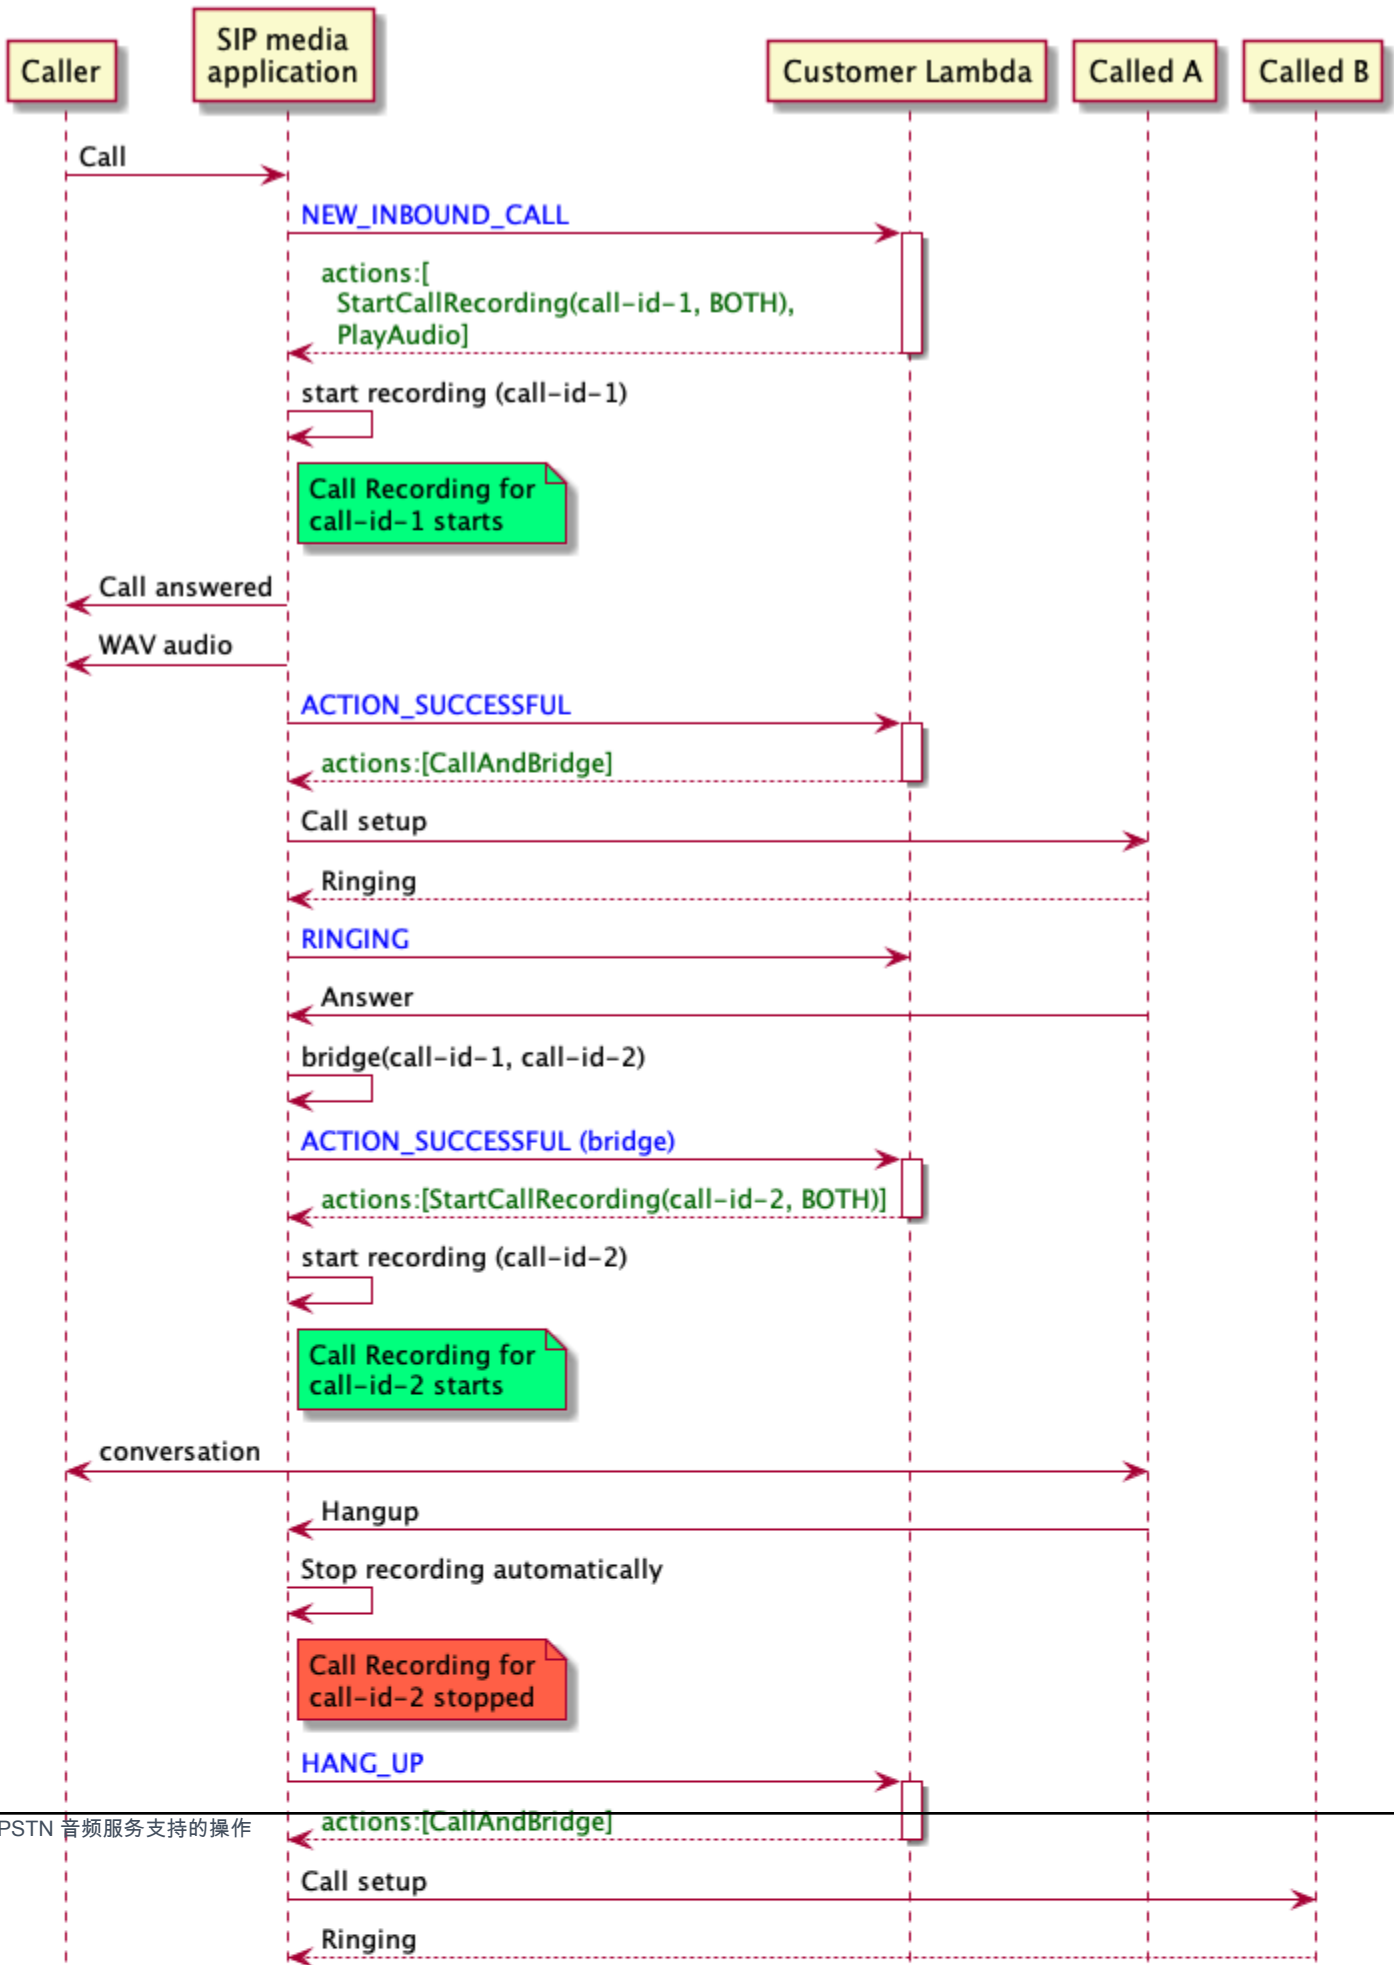 Caller
SIP media
application
Customer Lambda
Called A
Called B
Call
NEW_INBOUND_CALL
actions:[
StartCallRecording(call-id-1, BOTH),
PlayAudio]
start recording (call-id-1)
Call Recording for
call-id-1 starts
Call answered
WAV audio
ACTION_SUCCESSFUL
actions:[CallAndBridge]
Call setup
Ringing
RINGING
Answer
bridge(call-id-1, call-id-2)
ACTION_SUCCESSFUL (bridge)
actions:[StartCallRecording(call-id-2, BOTH)]
start recording (call-id-2)
Call Recording for
call-id-2 starts
conversation
Hangup
Stop recording automatically
Call Recording for
call-id-2 stopped
HANG_UP
actions:[CallAndBridge]
PSTN 音频服务支持的操作
Call setup
Ringing